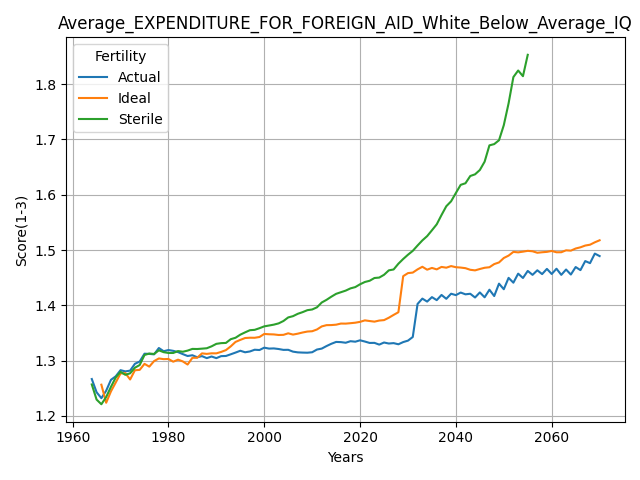 Average_EXPENDITURE_FOR_FOREIGN_AID_White_Below_Average_IQ
Fertility
Actual
Ideal
Sterile
1.8
1.7
1.6
1.5
1.4
1.3
1.2
Score(1-3)
1960
1980
2000
2020
2040
2060
Years